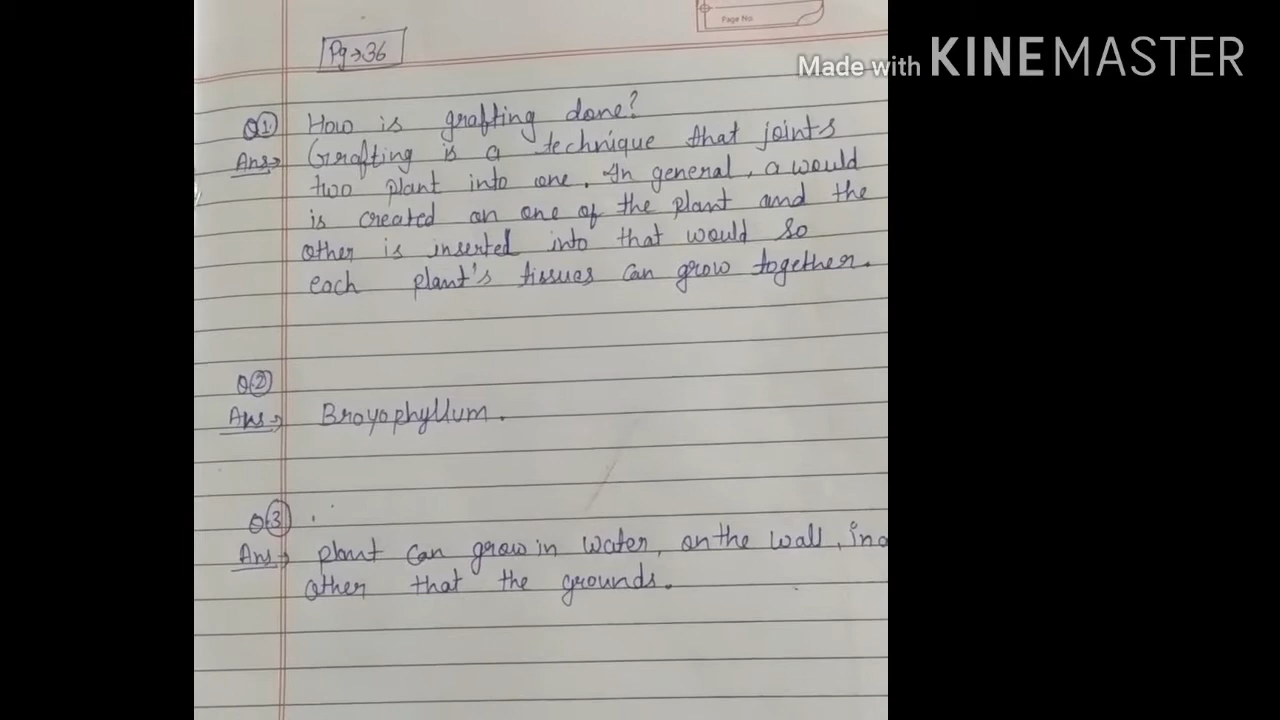 Page No.
Made with KINEMASTER
Pg→36
Q① How is grafting done?
Ans→ Grafting is a technique that joints
two plant into one. In general, a would
is created on one of the plant and the
other is inserted into that would so
each plant's tissues can grow together.
Q②
Ans→ Broyophyllum.
Q③
Ans→ plant can grow in water, on the wall, in
other that the grounds.